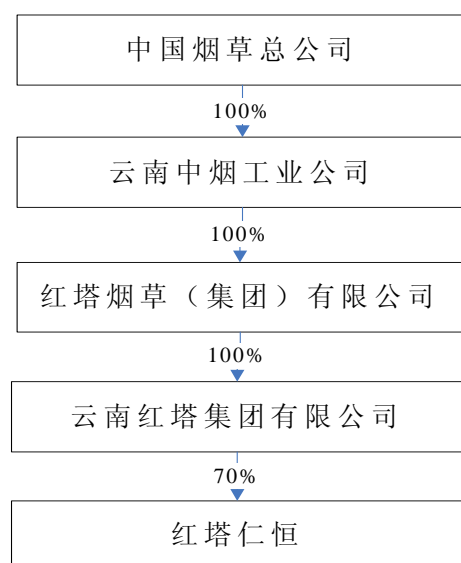 中国烟草总公司
100%
云南中烟工业公司
100%
红塔烟草（集团）有限公司
100%
云南红塔集团有限公司
70%
红塔仁恒